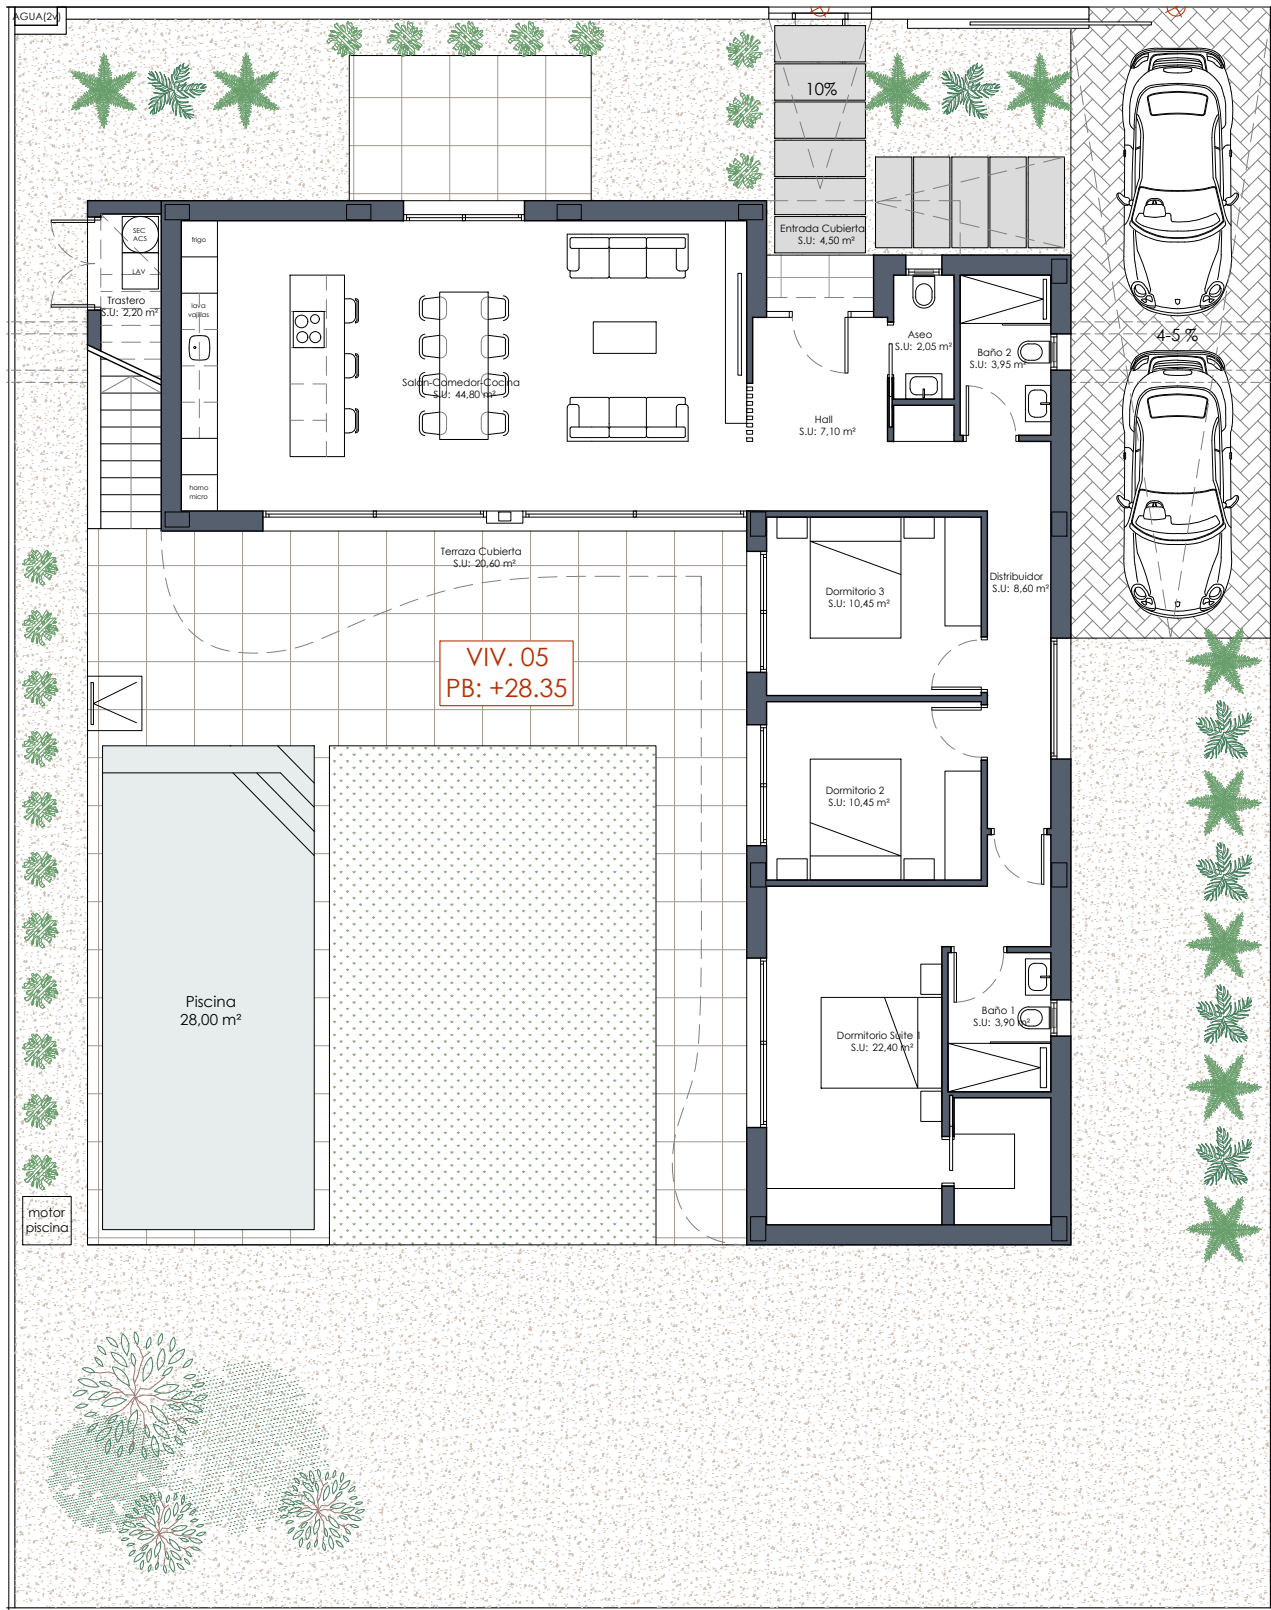 AGUA(2v)
10%
Entrada Cubierta
S.U: 4,50 m²
SEC
ACS
LAV
Trastero
S.U: 2,20 m²
frigo
lava
vajillas
horno
micro
Salón-Comedor-Cocina
S.U: 44,80 m²
Hall
S.U: 7,10 m²
Aseo
S.U: 2,05 m²
Baño 2
S.U: 3,95 m²
4-5 %
Terraza Cubierta
S.U: 20,60 m²
Dormitorio 3
S.U: 10,45 m²
Distribuidor
S.U: 8,60 m²
VIV. 05
PB: +28.35
Dormitorio 2
S.U: 10,45 m²
Piscina
28,00 m²
Dormitorio Suite 1
S.U: 22,40 m²
Baño 1
S.U: 3,90 m²
motor
piscina